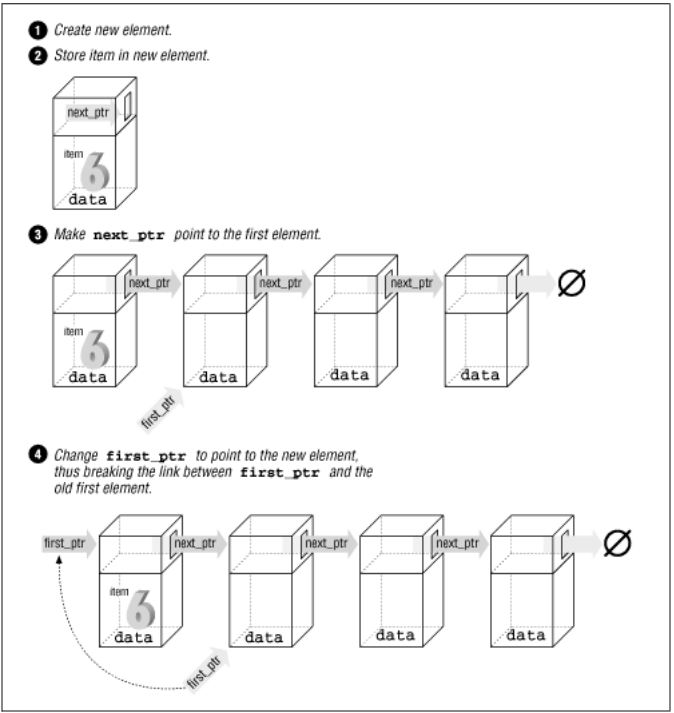 1 Create new element.
2 Store item in new element.
next_ptr
item
6
data
3 Make next_ptr point to the first element.
next_ptr next_ptr next_ptr ∅
item
6
data data data data
first_ptr
4 Change first_ptr to point to the new element,
thus breaking the link between first_ptr and the
old first element.
first_ptr next_ptr next_ptr next_ptr ∅
item
6
data data data data
first_ptr